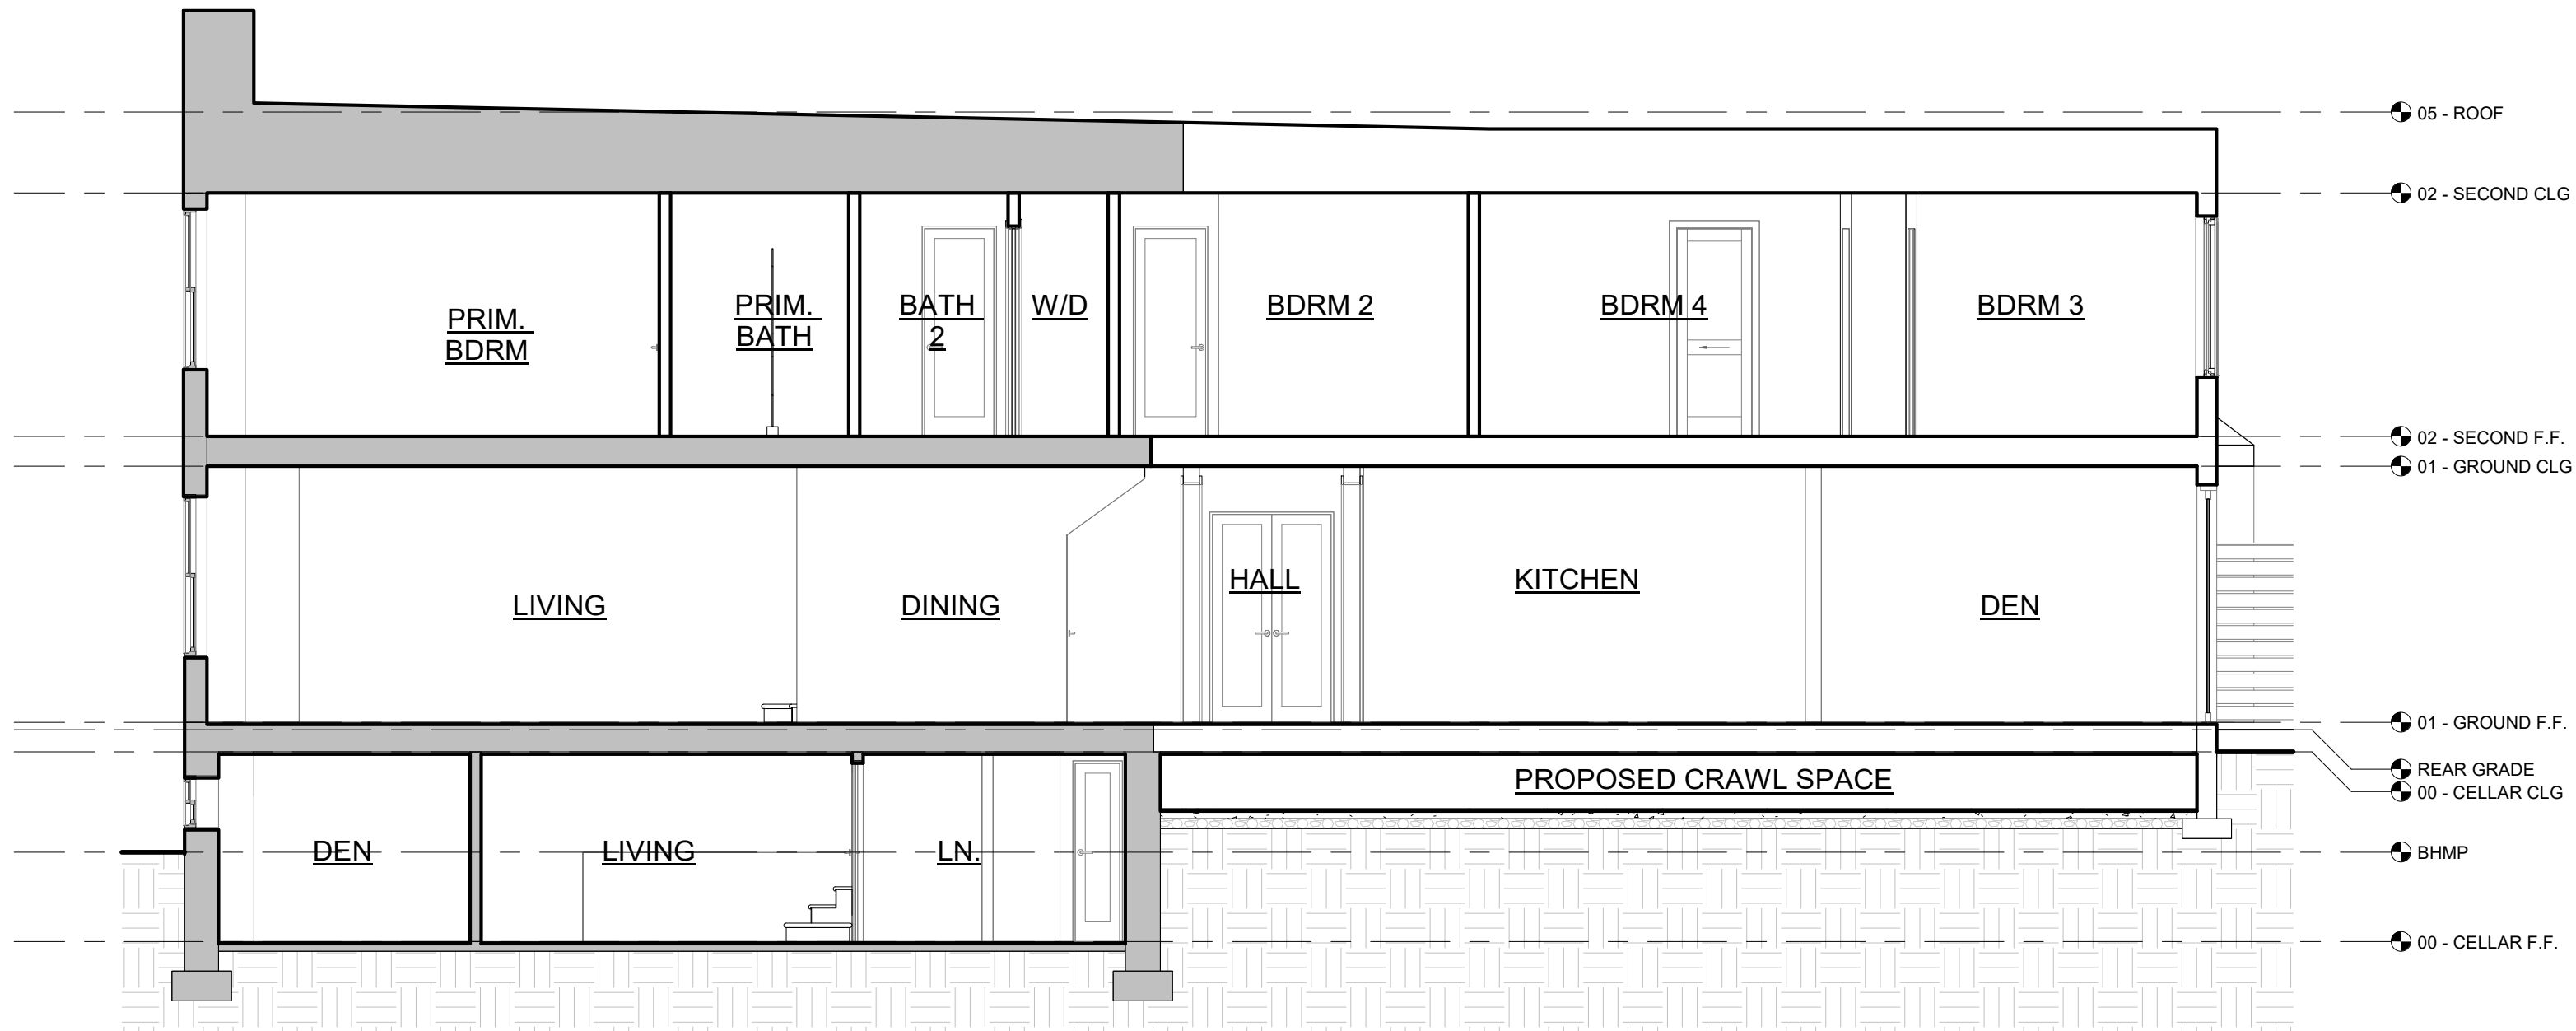 05 - ROOF
02 - SECOND CLG
PRIM.
BDRM
PRIM.
BATH
BATH
2
W/D
BDRM 2
BDRM 4
BDRM 3
02 - SECOND F.F.
01 - GROUND CLG
LIVING
DINING
HALL
KITCHEN
DEN
01 - GROUND F.F.
REAR GRADE
00 - CELLAR CLG
PROPOSED CRAWL SPACE
DEN
LIVING
LN.
BHMP
00 - CELLAR F.F.